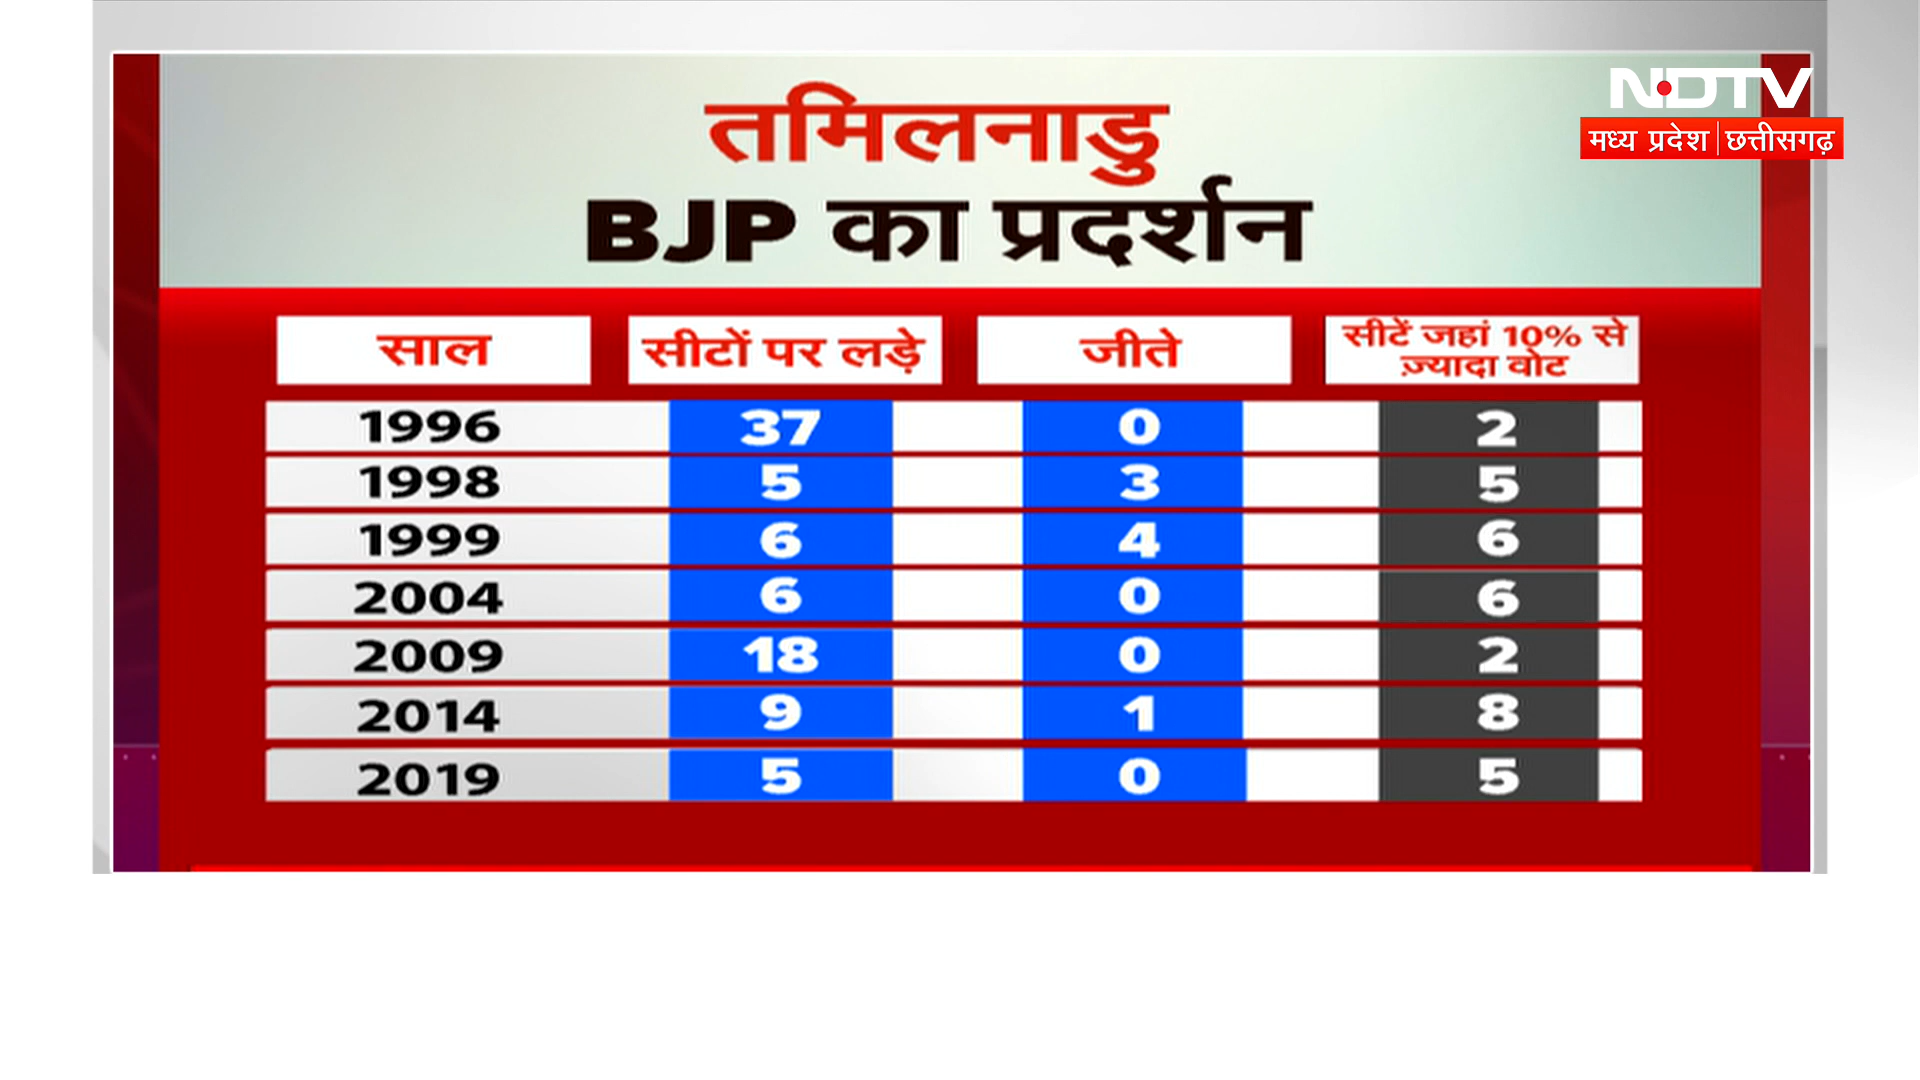 NDTV
मध्य प्रदेश|छत्तीसगढ़
तमिलनाडु
BJP का प्रदर्शन
साल सीटों पर लड़े जीते सीटें जहां 10% से ज़्यादा वोट
1996 37 0 2
1998 5 3 5
1999 6 4 6
2004 6 0 6
2009 18 0 2
2014 9 1 8
2019 5 0 5